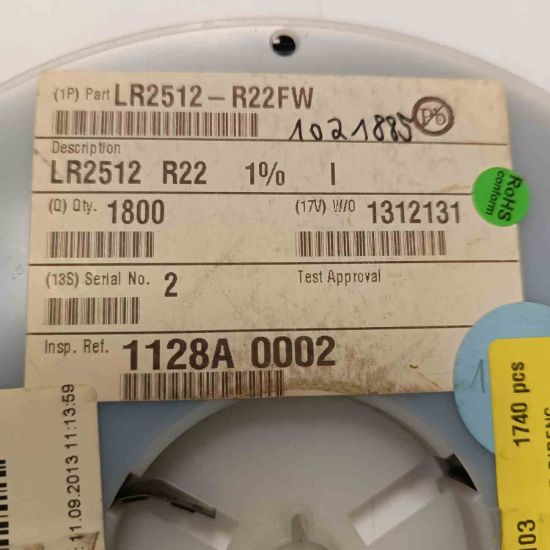 (1P) Part LR2512-R22FW
1021885
Pb
Description
LR2512 R22 1% I
(Q) Qty. 1800
(17V) W/O 1312131
RoHS
conform
(13S) Serial No. 2
Test Approval
Insp. Ref. 1128A 0002
11.09.2013 11:13:59
1740 pcs